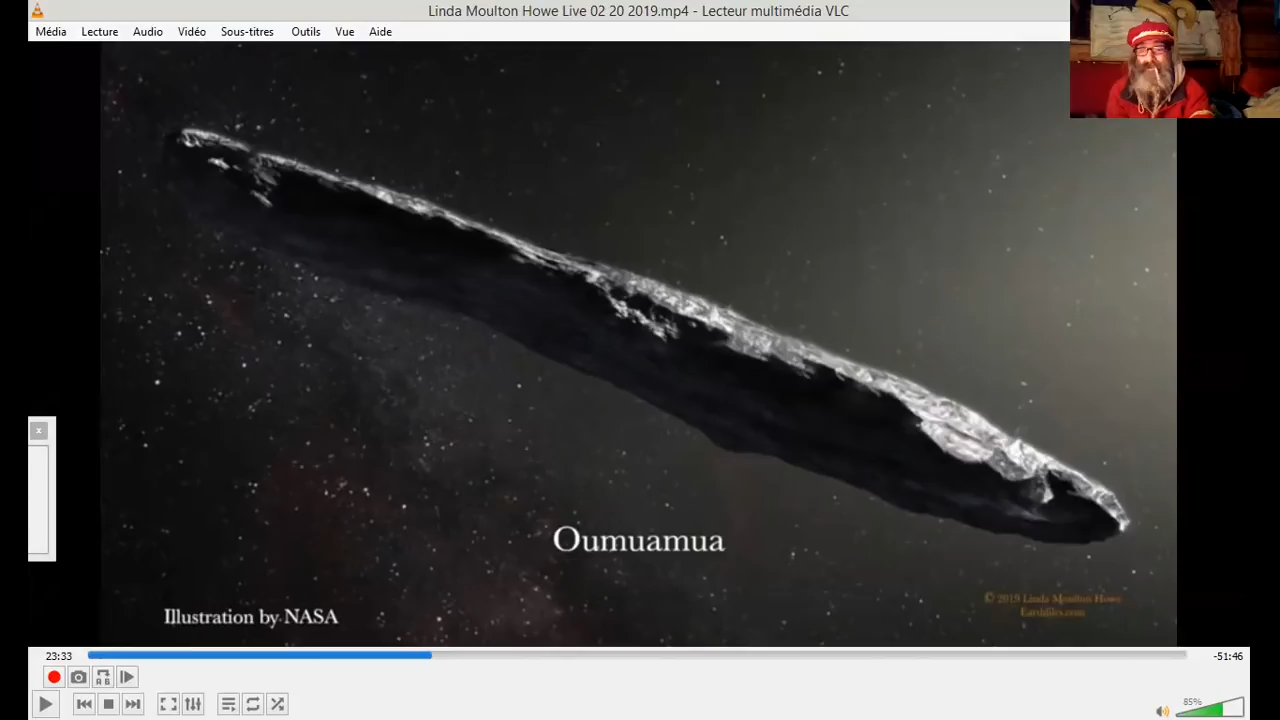 Linda Moulton Howe Live 02 20 2019.mp4 - Lecteur multimédia VLC
Média Lecture Audio Vidéo Sous-titres Outils Vue Aide
Oumuamua
© 2019 Linda Moulton Howe
Earthfiles.com
Illustration by NASA
23:33
-51:46
85%